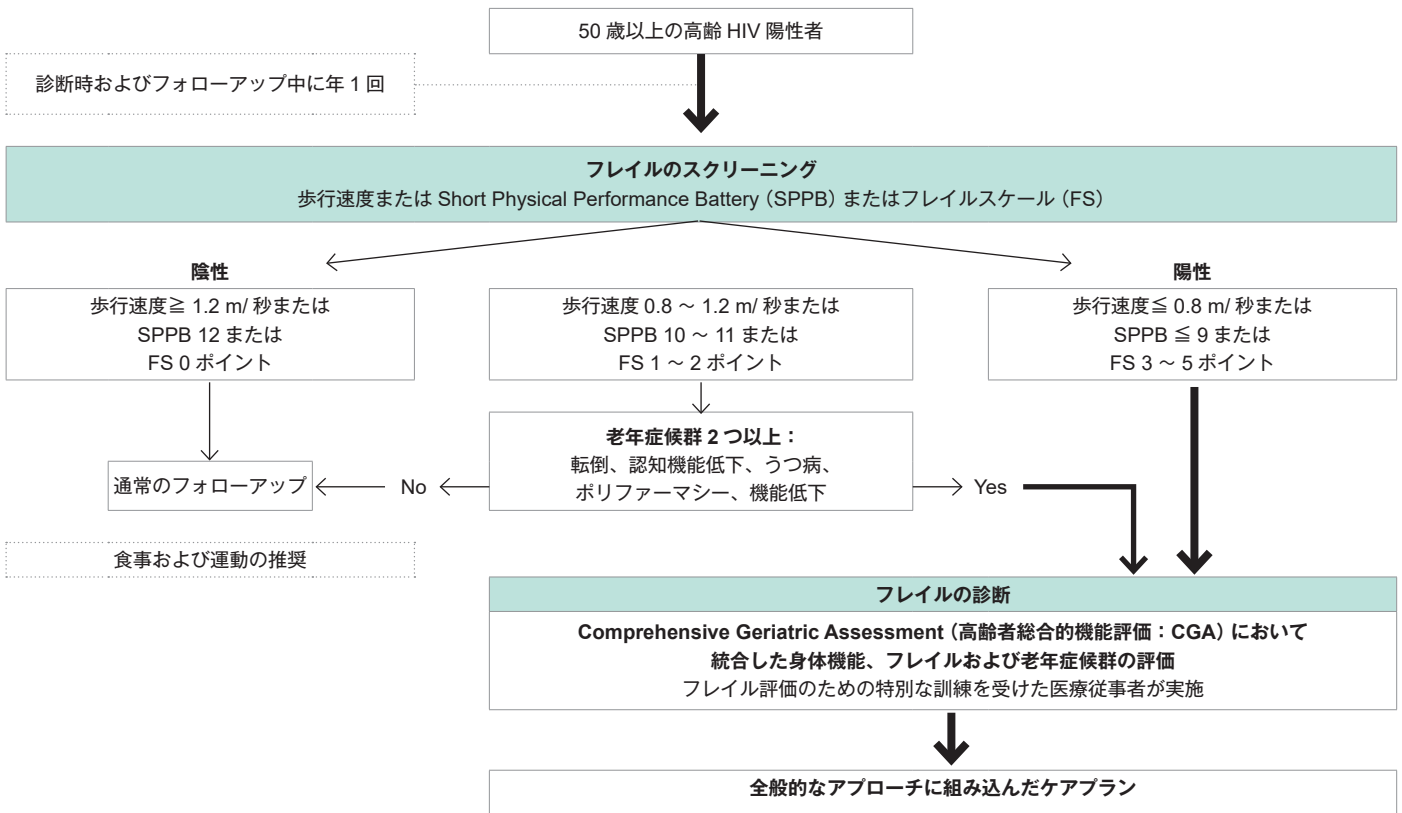 50 歳以上の高齢 HIV 陽性者
診断時およびフォローアップ中に年 1 回
フレイルのスクリーニング
歩行速度または Short Physical Performance Battery（SPPB）またはフレイルスケール（FS）
陰性
陽性
歩行速度≧ 1.2 m/ 秒または
SPPB 12 または
FS 0 ポイント
歩行速度 0.8 ～ 1.2 m/ 秒または
SPPB 10 ～ 11 または
FS 1 ～ 2 ポイント
歩行速度≦ 0.8 m/ 秒または
SPPB ≦ 9 または
FS 3 ～ 5 ポイント
老年症候群 2 つ以上：
転倒、認知機能低下、うつ病、
ポリファーマシー、機能低下
通常のフォローアップ
No
Yes
食事および運動の推奨
フレイルの診断
Comprehensive Geriatric Assessment（高齢者総合的機能評価：CGA）において
統合した身体機能、フレイルおよび老年症候群の評価
フレイル評価のための特別な訓練を受けた医療従事者が実施
全般的なアプローチに組み込んだケアプラン